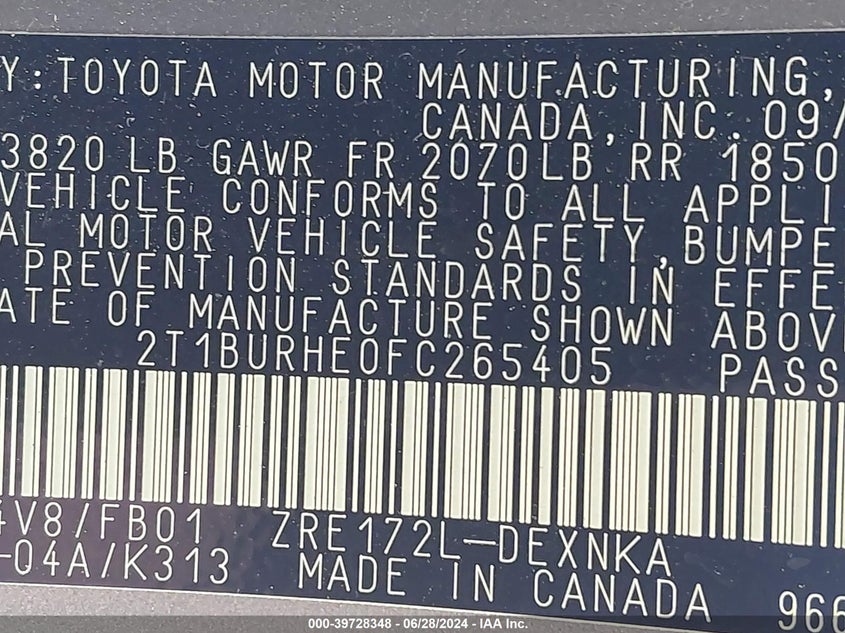 Y:TOYOTA MOTOR MANUFACTURING,
CANADA, INC. 09/
3820 LB GAWR FR 2070LB, RR 1850
VEHICLE CONFORMS TO ALL APPLI
AL MOTOR VEHICLE SAFETY, BUMPE
PREVENTION STANDARDS IN EFFE
ATE OF MANUFACTURE SHOWN ABOV
2T1BURHE0FC265405 PASS
4V8/FB01 ZRE172L-DEXNKA
-04A/K313 MADE IN CANADA 966
000-39728348 - 06/28/2024 - IAA Inc.